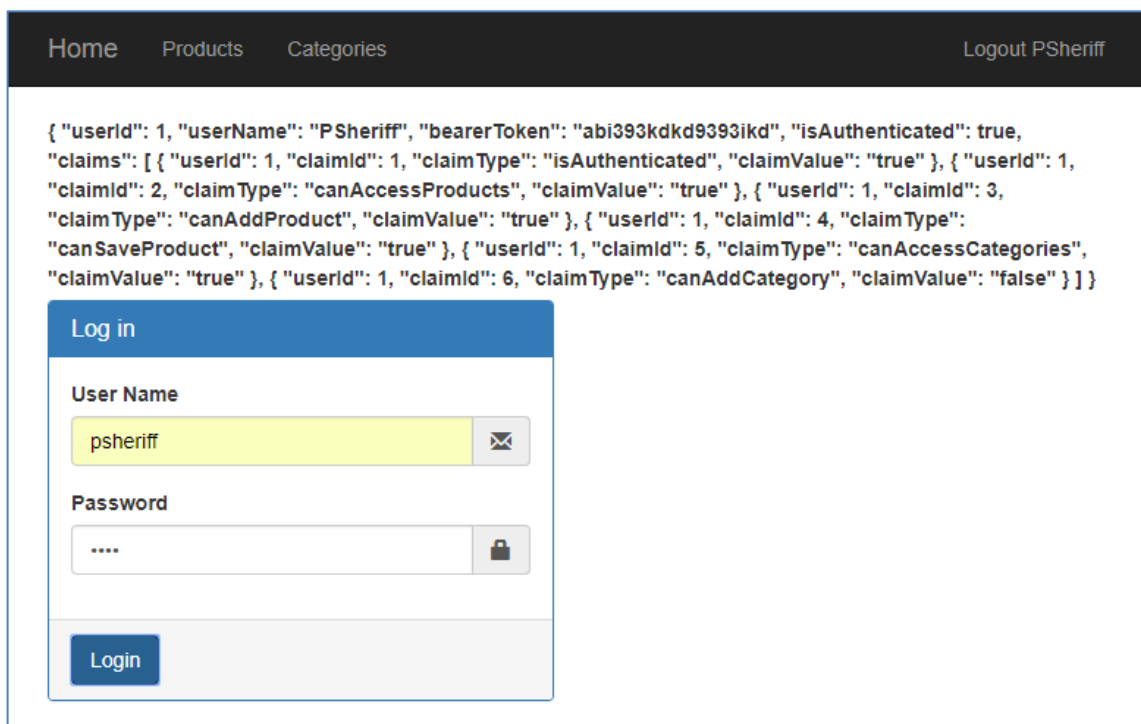 Home Products Categories Logout PSheriff
{ "userId": 1, "userName": "PSheriff", "bearerToken": "abi393kdkd9393ikd", "isAuthenticated": true,
"claims": [ { "userId": 1, "claimId": 1, "claimType": "isAuthenticated", "claimValue": "true" }, { "userId": 1,
"claimId": 2, "claimType": "canAccessProducts", "claimValue": "true" }, { "userId": 1, "claimId": 3,
"claimType": "canAddProduct", "claimValue": "true" }, { "userId": 1, "claimId": 4, "claimType":
"canSaveProduct", "claimValue": "true" }, { "userId": 1, "claimId": 5, "claimType": "canAccessCategories",
"claimValue": "true" }, { "userId": 1, "claimId": 6, "claimType": "canAddCategory", "claimValue": "false" } ] }
Log in
User Name
psheriff
Password
••••
Login